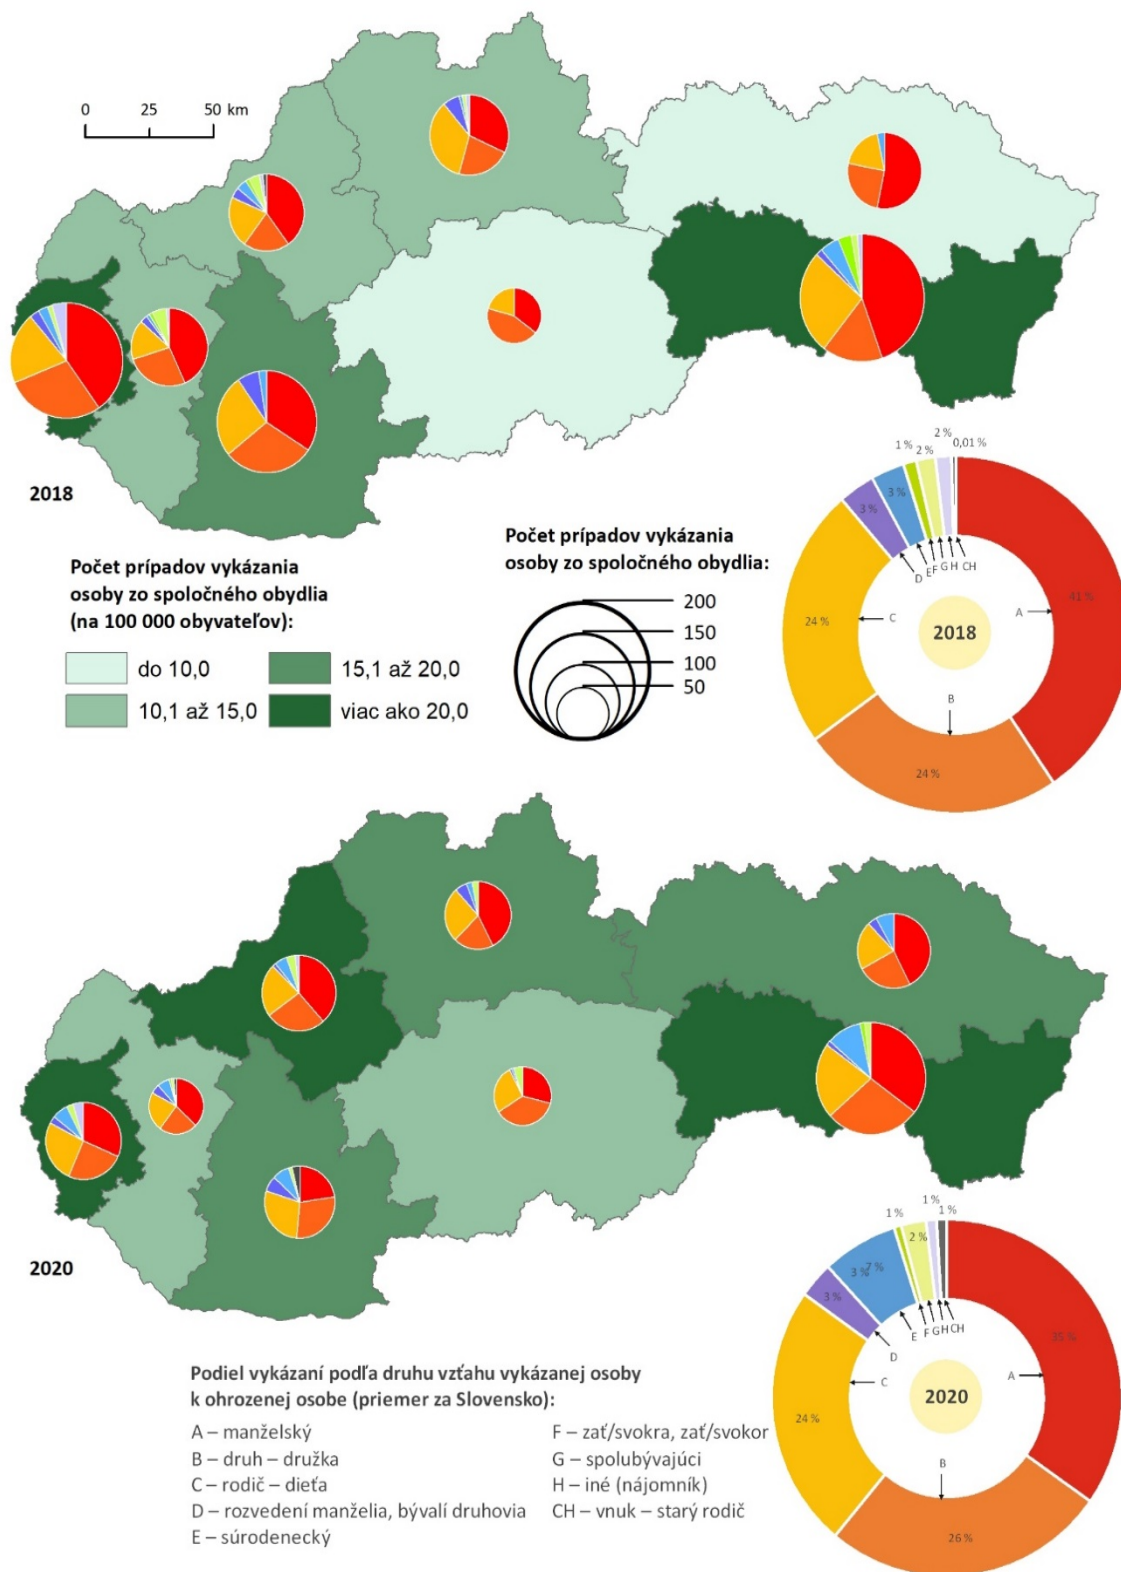 0 25 50 km
2018
Počet prípadov vykázania
osoby zo spoločného obydlia
(na 100 000 obyvateľov):
do 10,0
10,1 až 15,0
15,1 až 20,0
viac ako 20,0
Počet prípadov vykázania
osoby zo spoločného obydlia:
200
150
100
50
1 %
2 %
2 %
0,01 %
3 %
3 %
D
E
F
G
H
CH
24 %
C
2018
A
41 %
B
24 %
2020
1 %
2 %
1 %
1 %
3 %
7 %
3 %
D
E
F
G
H
CH
35 %
A
C
2020
24 %
B
26 %
Podiel vykázaní podľa druhu vzťahu vykázanej osoby
k ohrozenej osobe (priemer za Slovensko):
A – manželský
B – druh – družka
C – rodič – dieťa
D – rozvedení manželia, bývalí druhovia
E – súrodenecký
F – zať/svokra, zať/svokor
G – spolubývajúci
H – iné (nájomník)
CH – vnuk – starý rodič